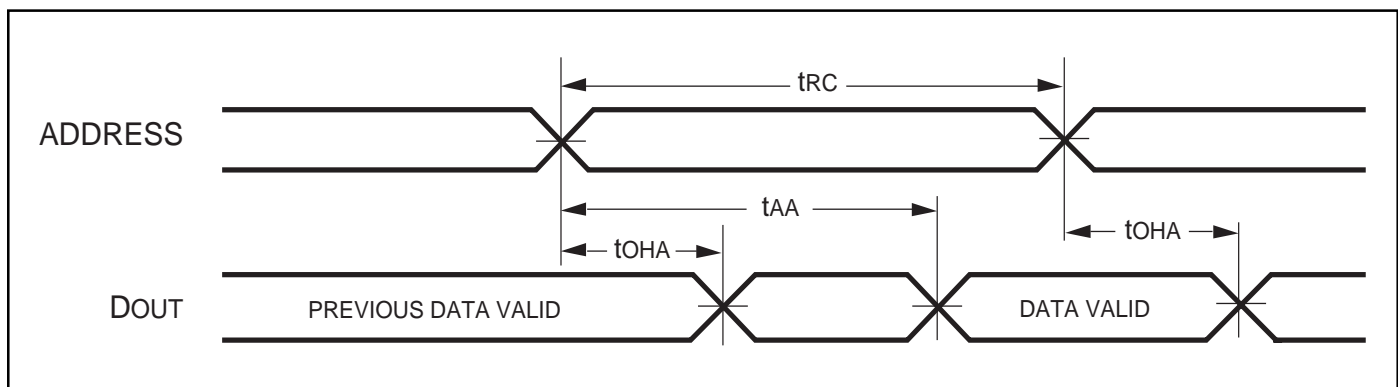 tRC
ADDRESS
tAA
tOHA
tOHA
DOUT
PREVIOUS DATA VALID
DATA VALID